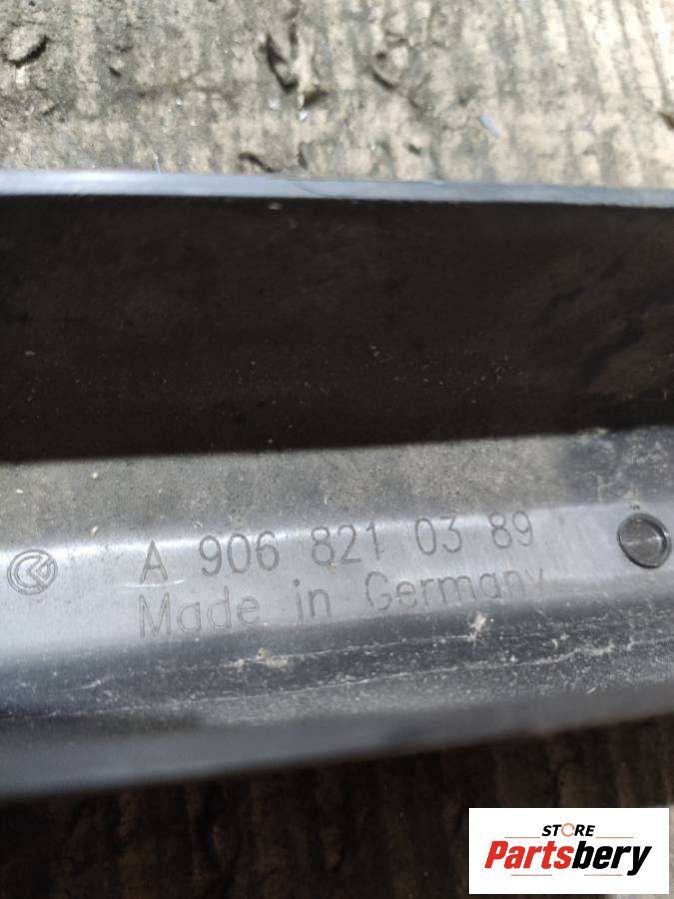 A 906 821 03 89
Made in Germany
STORE
Partsbery